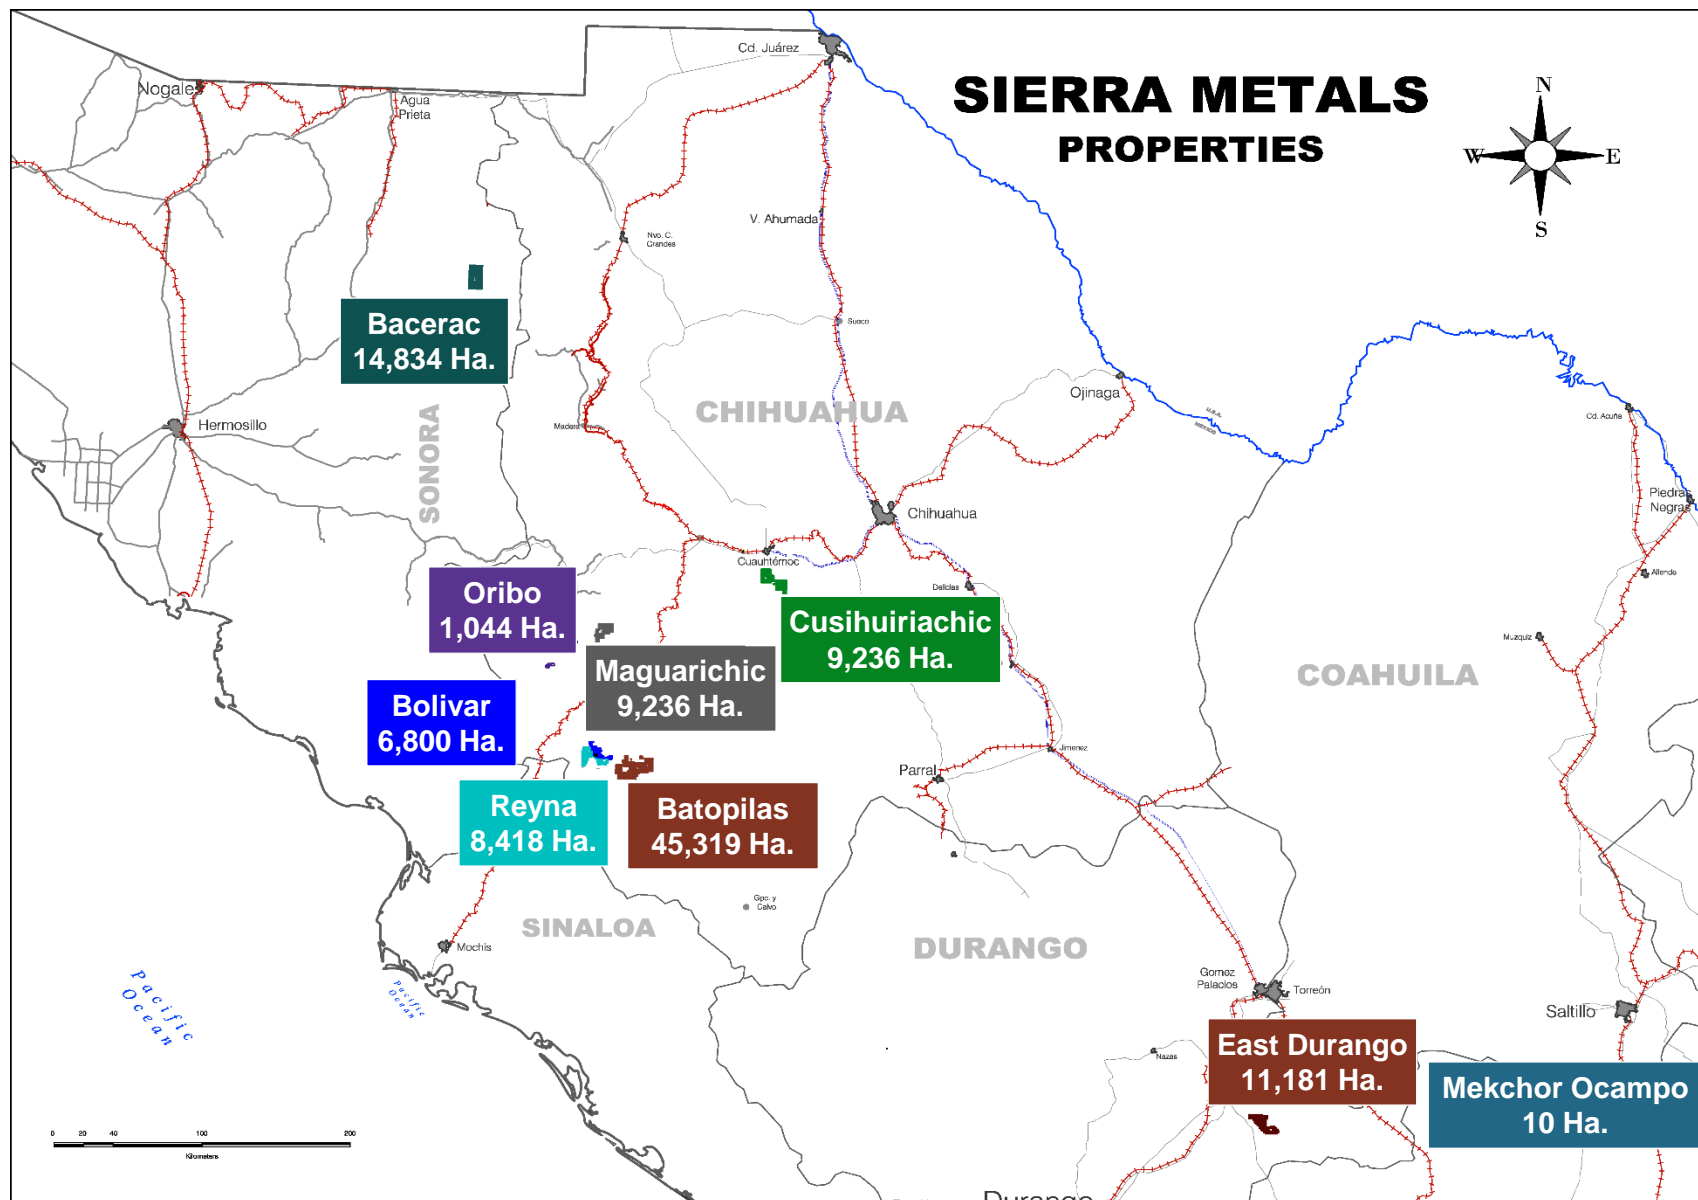 SIERRA METALS
PROPERTIES
N
W
E
S
Cd. Juárez
Nogales
Agua
Prieta
V. Ahumada
Nvo. C.
Grandes
Bacerac
14,834 Ha.
Sueco
Ojinaga
U.S.A.
MEXICO
CHIHUAHUA
SONORA
Hermosillo
Madera
Cd. Acuña
Piedras
Negras
Chihuahua
Cuauhtémoc
Delicias
Allende
Oribo
1,044 Ha.
Cusihuiriachic
9,236 Ha.
Maguarichic
9,236 Ha.
Muzquiz
COAHUILA
Bolivar
6,800 Ha.
Jimenez
Parral
Reyna
8,418 Ha.
Batopilas
45,319 Ha.
Gpe. y
Calvo
SINALOA
DURANGO
Mochis
Pacific
Ocean
Pacific
Ocean
Gomez
Palacios
Torreón
Saltillo
Nazas
East Durango
11,181 Ha.
Mekchor Ocampo
10 Ha.
0 20 40 100 200
Kilometers
Durango